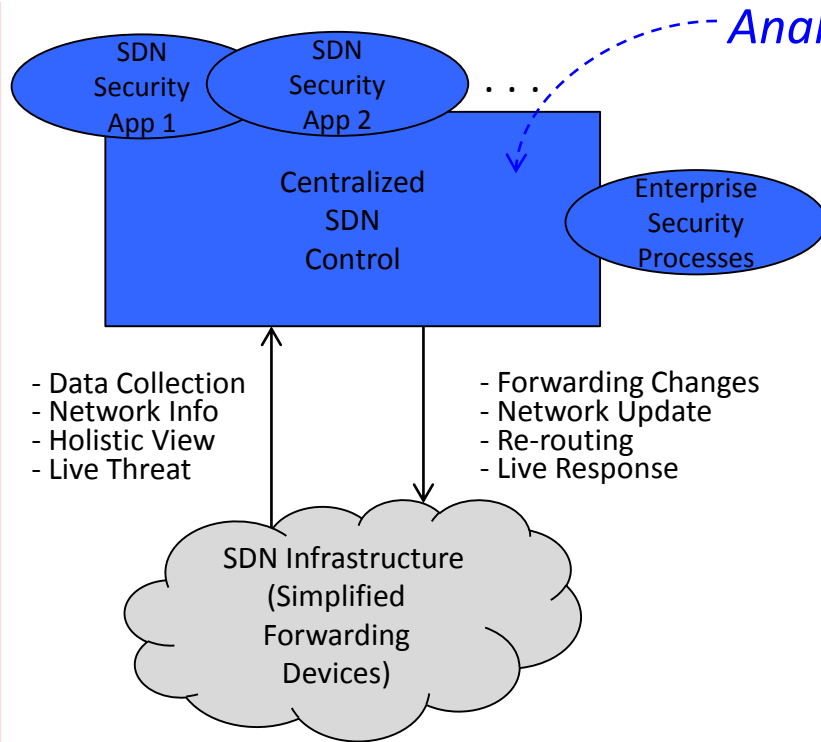 SDN
Security
App 1
SDN
Security
App 2
. . .
Centralized
SDN
Control
Enterprise
Security
Processes
- Data Collection
- Network Info
- Holistic View
- Live Threat
- Forwarding Changes
- Network Update
- Re-routing
- Live Response
SDN Infrastructure
(Simplified
Forwarding
Devices)